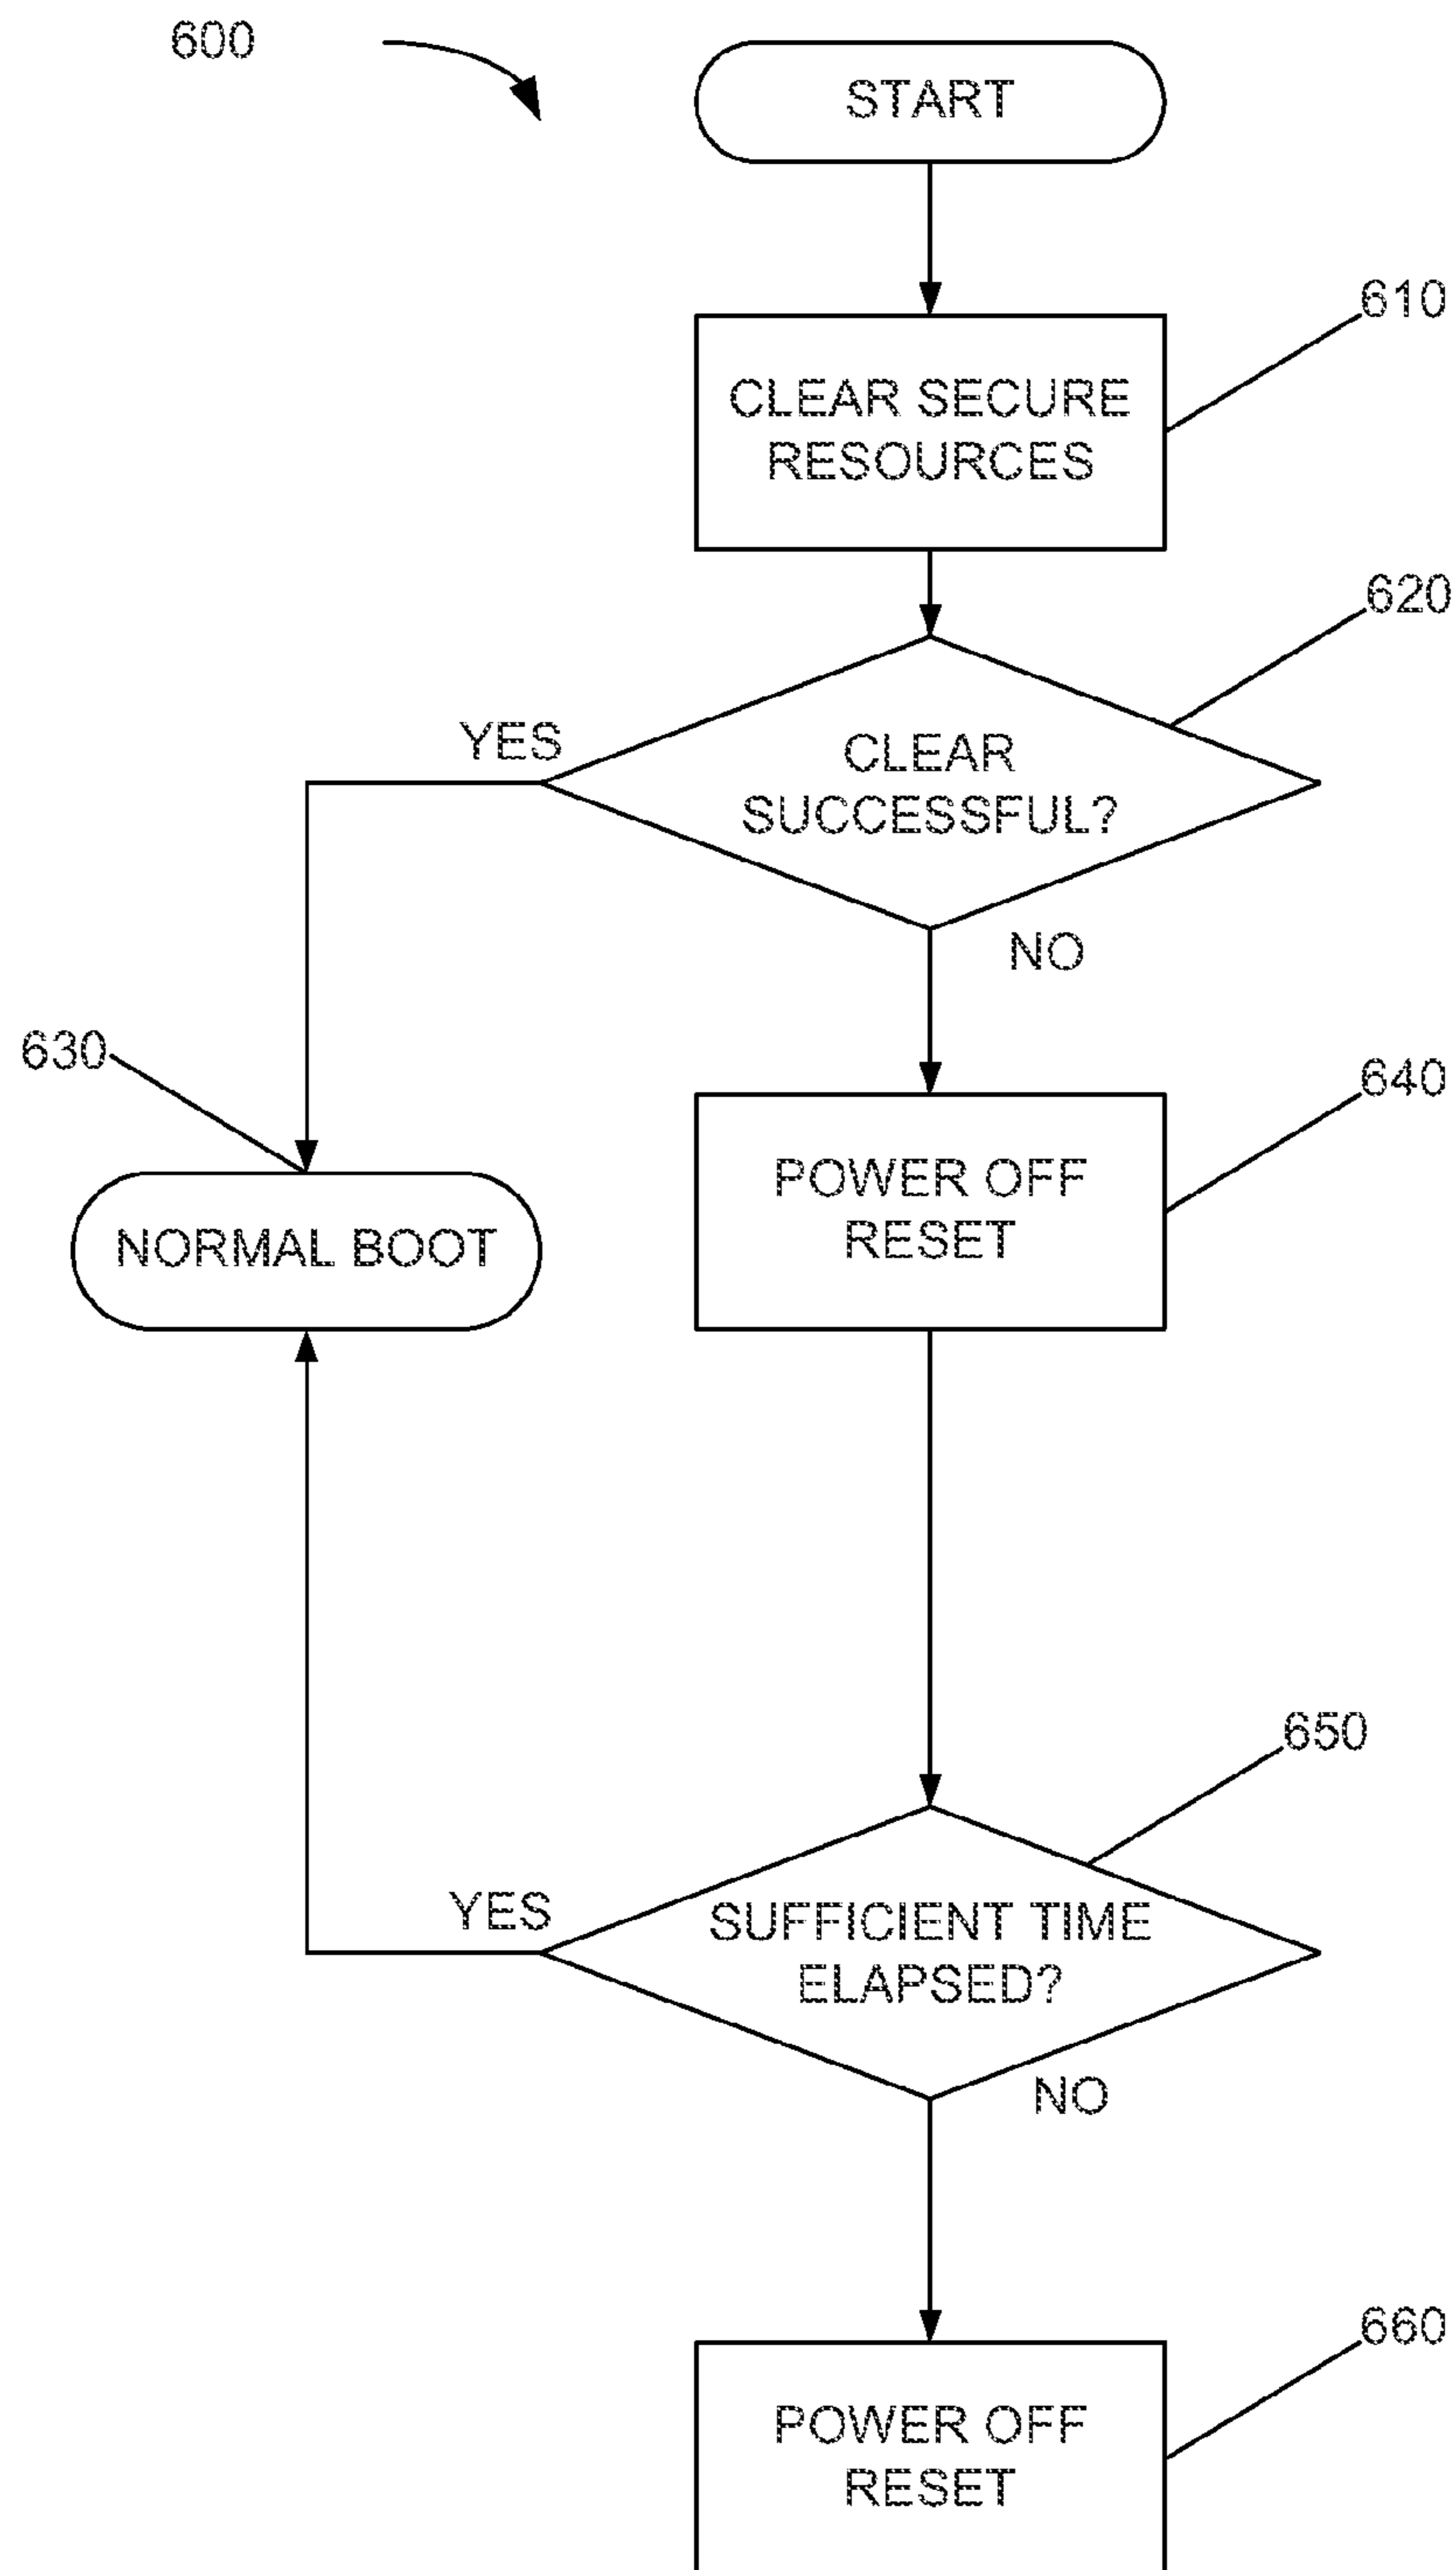 600
START
610
CLEAR SECURE
RESOURCES
620
YES
CLEAR
SUCCESSFUL?
NO
630
640
NORMAL BOOT
POWER OFF
RESET
650
YES
SUFFICIENT TIME
ELAPSED?
NO
660
POWER OFF
RESET